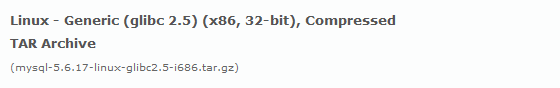 Linux - Generic (glibc 2.5) (x86, 32-bit), Compressed
TAR Archive
(mysql-5.6.17-linux-glibc2.5-i686.tar.gz)